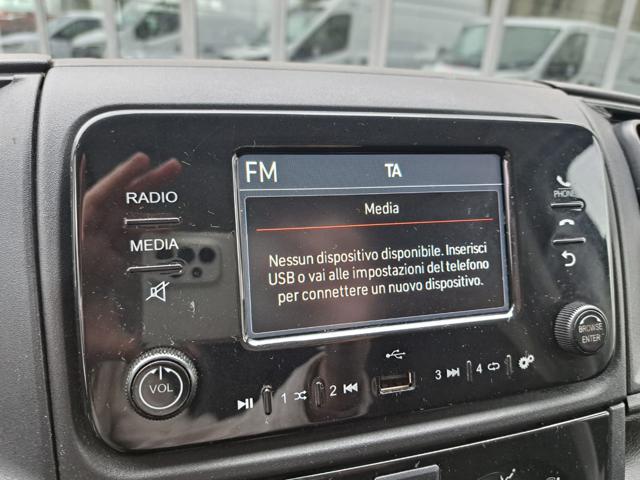 FM TA
Media
Nessun dispositivo disponibile. Inserisci
USB o vai alle impostazioni del telefono
per connettere un nuovo dispositivo.
RADIO
MEDIA
VOL
1
2
3
4
PHONE
BROWSE
ENTER